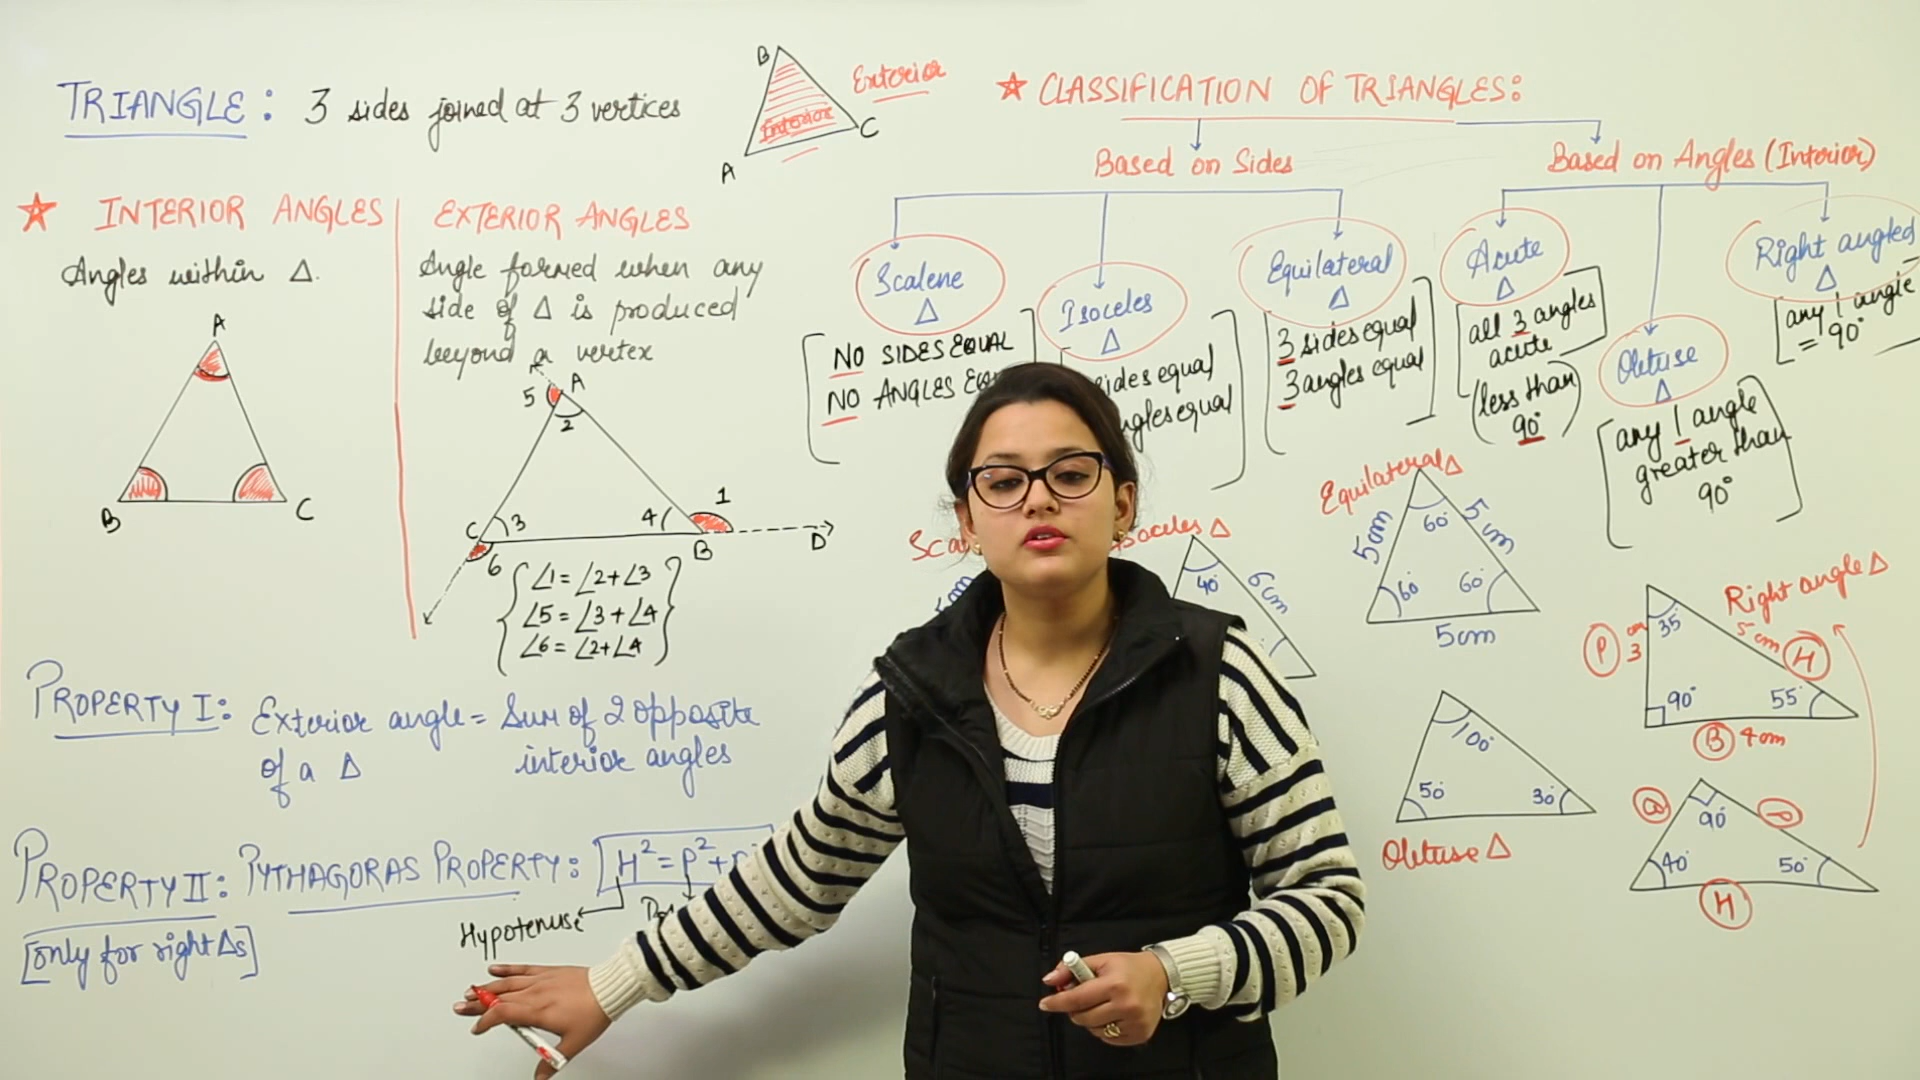 TRIANGLE: 3 sides joined at 3 vertices
B
Exterior
Interior
A
C
★ INTERIOR ANGLES
Angles within Δ.
A
B
C
EXTERIOR ANGLES
Angle formed when any
side of Δ is produced
beyond a vertex
5
A
2
C
3
4
1
6
B
D
∠1 = ∠2+∠3
∠5 = ∠3+∠4
∠6 = ∠2+∠4
PROPERTY I: Exterior angle = Sum of 2 opposite
of a Δ interior angles
PROPERTY II: PYTHAGORAS PROPERTY: H² = P²+
[only for right Δs]
Hypotenuse
★ CLASSIFICATION OF TRIANGLES:
Based on Sides
Scalene
Δ
NO SIDES EQUAL
NO ANGLES
Isoceles
Δ
sides equal
equal
Equilateral
Δ
3 sides equal
3 angles equal
Based on Angles (Interior)
Acute
Δ
all 3 angles
acute
(less than
90°)
Obtuse
Δ
any 1 angle
greater than
90°
Right angled
Δ
any 1 angle
= 90°
Δ
40°
6cm
Equilateral Δ
5cm
60°
5cm
60°
60°
5cm
100°
50°
30°
Obtuse Δ
Right angle Δ
P
3
35°
5cm
H
90°
55°
B
4cm
90°
40°
50°
H